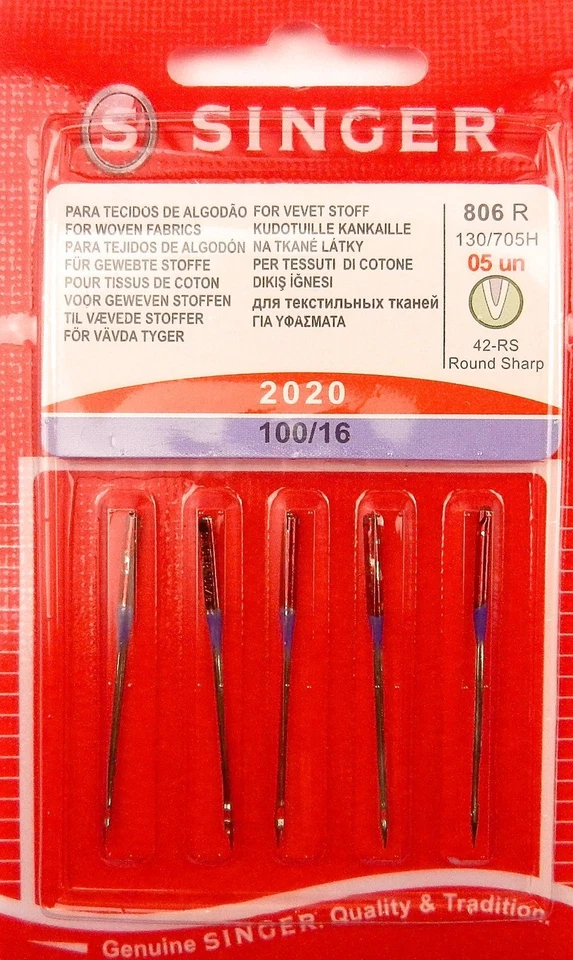 S SINGER®
PARA TECIDOS DE ALGODÃO
FOR WOVEN FABRICS
PARA TEJIDOS DE ALGODÓN
FÜR GEWEBTE STOFFE
POUR TISSUS DE COTON
VOOR GEWEVEN STOFFEN
TIL VÆVEDE STOFFER
FÖR VÄVDA TYGER
FOR VEVET STOFF
KUDOTUILLE KANKAILLE
NA TKANÉ LÁTKY
PER TESSUTI DI COTONE
DIKIŞ İĞNESI
для текстильных тканей
ΓΙΑ ΥΦΑΣΜΑΤΑ
806 R
130/705H
05 un
42-RS
Round Sharp
2020
100/16
Genuine SINGER® Quality & Tradition.